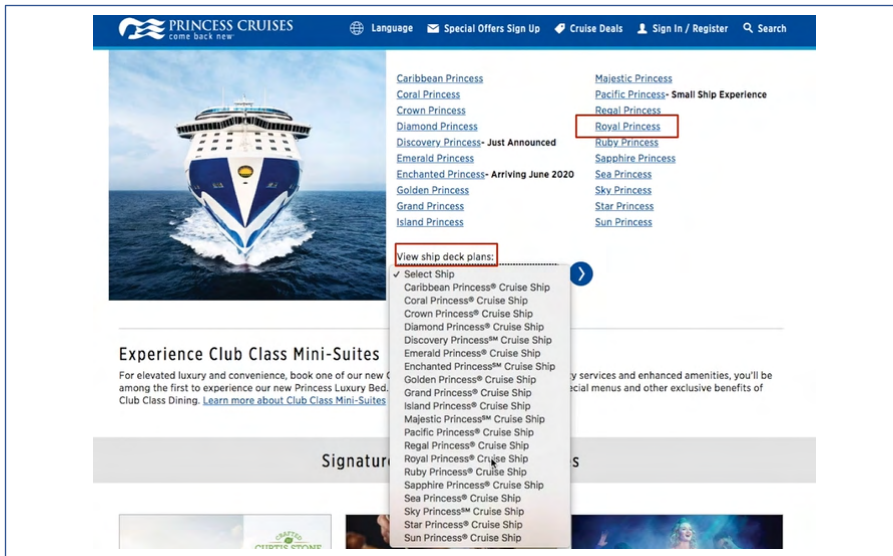 PRINCESS CRUISES
come back new
Language
Special Offers Sign Up
Cruise Deals
Sign In / Register
Search
Caribbean Princess
Coral Princess
Crown Princess
Diamond Princess
Discovery Princess- Just Announced
Emerald Princess
Enchanted Princess- Arriving June 2020
Golden Princess
Grand Princess
Island Princess
Majestic Princess
Pacific Princess- Small Ship Experience
Regal Princess
Royal Princess
Ruby Princess
Sapphire Princess
Sea Princess
Sky Princess
Star Princess
Sun Princess
View ship deck plans:
✓ Select Ship
Caribbean Princess® Cruise Ship
Coral Princess® Cruise Ship
Crown Princess® Cruise Ship
Diamond Princess® Cruise Ship
Discovery Princess℠ Cruise Ship
Emerald Princess® Cruise Ship
Enchanted Princess℠ Cruise Ship
Golden Princess® Cruise Ship
Grand Princess® Cruise Ship
Island Princess® Cruise Ship
Majestic Princess℠ Cruise Ship
Pacific Princess® Cruise Ship
Regal Princess® Cruise Ship
Royal Princess® Cruise Ship
Ruby Princess® Cruise Ship
Sapphire Princess® Cruise Ship
Sea Princess® Cruise Ship
Sky Princess℠ Cruise Ship
Star Princess® Cruise Ship
Sun Princess® Cruise Ship
Experience Club Class Mini-Suites
For elevated luxury and convenience, book one of our new services and enhanced amenities, you'll be
among the first to experience our new Princess Luxury Bed. menus and other exclusive benefits of
Club Class Dining. Learn more about Club Class Mini-Suites
CRAFTED
CURTIS STONE